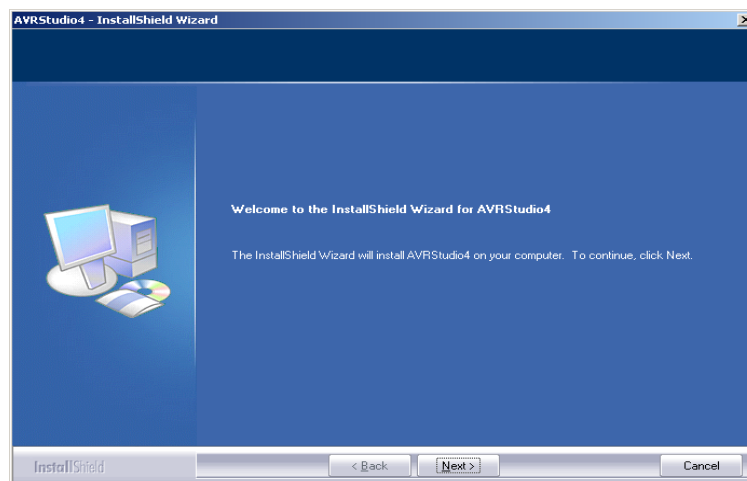 AVRStudio4 - InstallShield Wizard
Welcome to the InstallShield Wizard for AVRStudio4
The InstallShield Wizard will install AVRStudio4 on your computer.  To continue, click Next.
InstallShield
< Back
Next >
Cancel